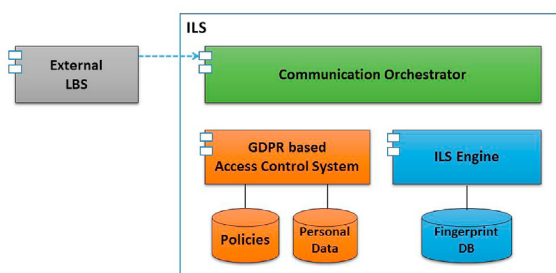 ILS
External
LBS
Communication Orchestrator
GDPR based
Access Control System
ILS Engine
Policies
Personal
Data
Fingerprint
DB